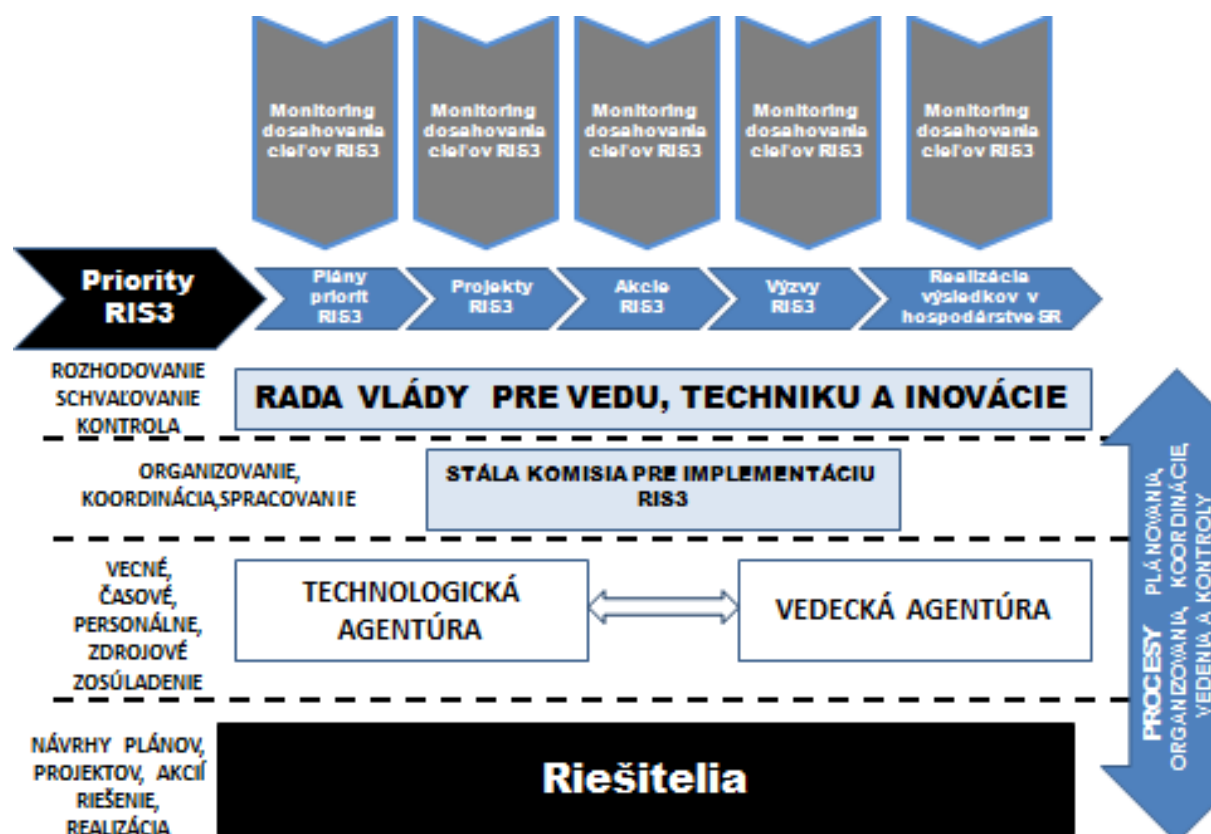 Monitoring
dosahovania
cieľov RIS3
Monitoring
dosahovania
cieľov RIS3
Monitoring
dosahovania
cieľov RIS3
Monitoring
dosahovania
cieľov RIS3
Monitoring
dosahovania
cieľov RIS3
Priority
RIS3
Plány
priorít
RIS3
Projekty
RIS3
Akcie
RIS3
Výzvy
RIS3
Realizácia
výsledkov v
hospodárstve SR
ROZHODOVANIE
SCHVAĽOVANIE
KONTROLA
RADA VLÁDY PRE VEDU, TECHNIKU A INOVÁCIE
ORGANIZOVANIE,
KOORDINÁCIA,SPRACOVANIE
STÁLA KOMISIA PRE IMPLEMENTÁCIU
RIS3
VECNÉ,
ČASOVÉ,
PERSONÁLNE,
ZDROJOVÉ
ZOSÚLADENIE
TECHNOLOGICKÁ
AGENTÚRA
VEDECKÁ AGENTÚRA
NÁVRHY PLÁNOV,
PROJEKTOV, AKCIÍ
RIEŠENIE,
REALIZÁCIA
Riešitelia
PROCESY PLÁNOVANIA,
ORGANIZOVANIA, KOORDINÁCIE,
VEDENIA A KONTROLY